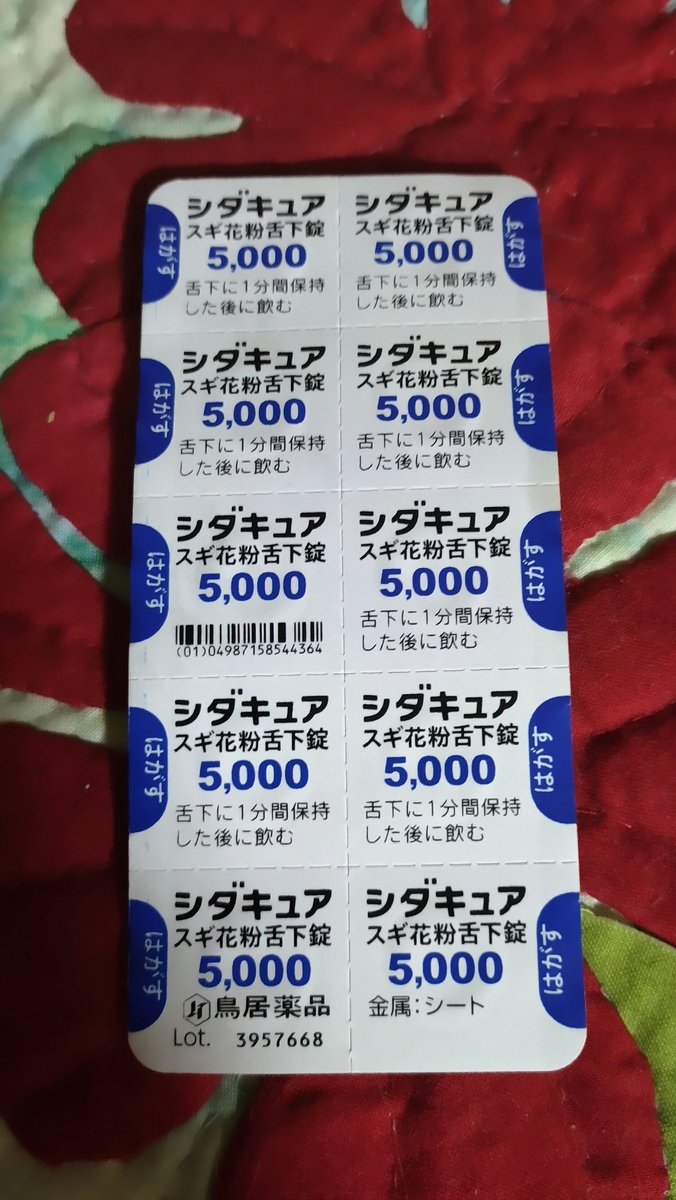 シダキュア
スギ花粉舌下錠
5,000
舌下に1分間保持
した後に飲む
はがす
シダキュア
スギ花粉舌下錠
5,000
舌下に1分間保持
した後に飲む
はがす
シダキュア
スギ花粉舌下錠
5,000
舌下に1分間保持
した後に飲む
はがす
シダキュア
スギ花粉舌下錠
5,000
舌下に1分間保持
した後に飲む
はがす
シダキュア
スギ花粉舌下錠
5,000
(01)04987158544364
はがす
シダキュア
スギ花粉舌下錠
5,000
舌下に1分間保持
した後に飲む
はがす
シダキュア
スギ花粉舌下錠
5,000
舌下に1分間保持
した後に飲む
はがす
シダキュア
スギ花粉舌下錠
5,000
舌下に1分間保持
した後に飲む
はがす
シダキュア
スギ花粉舌下錠
5,000
鳥居薬品
Lot. 3957668
はがす
シダキュア
スギ花粉舌下錠
5,000
金属:シート
はがす